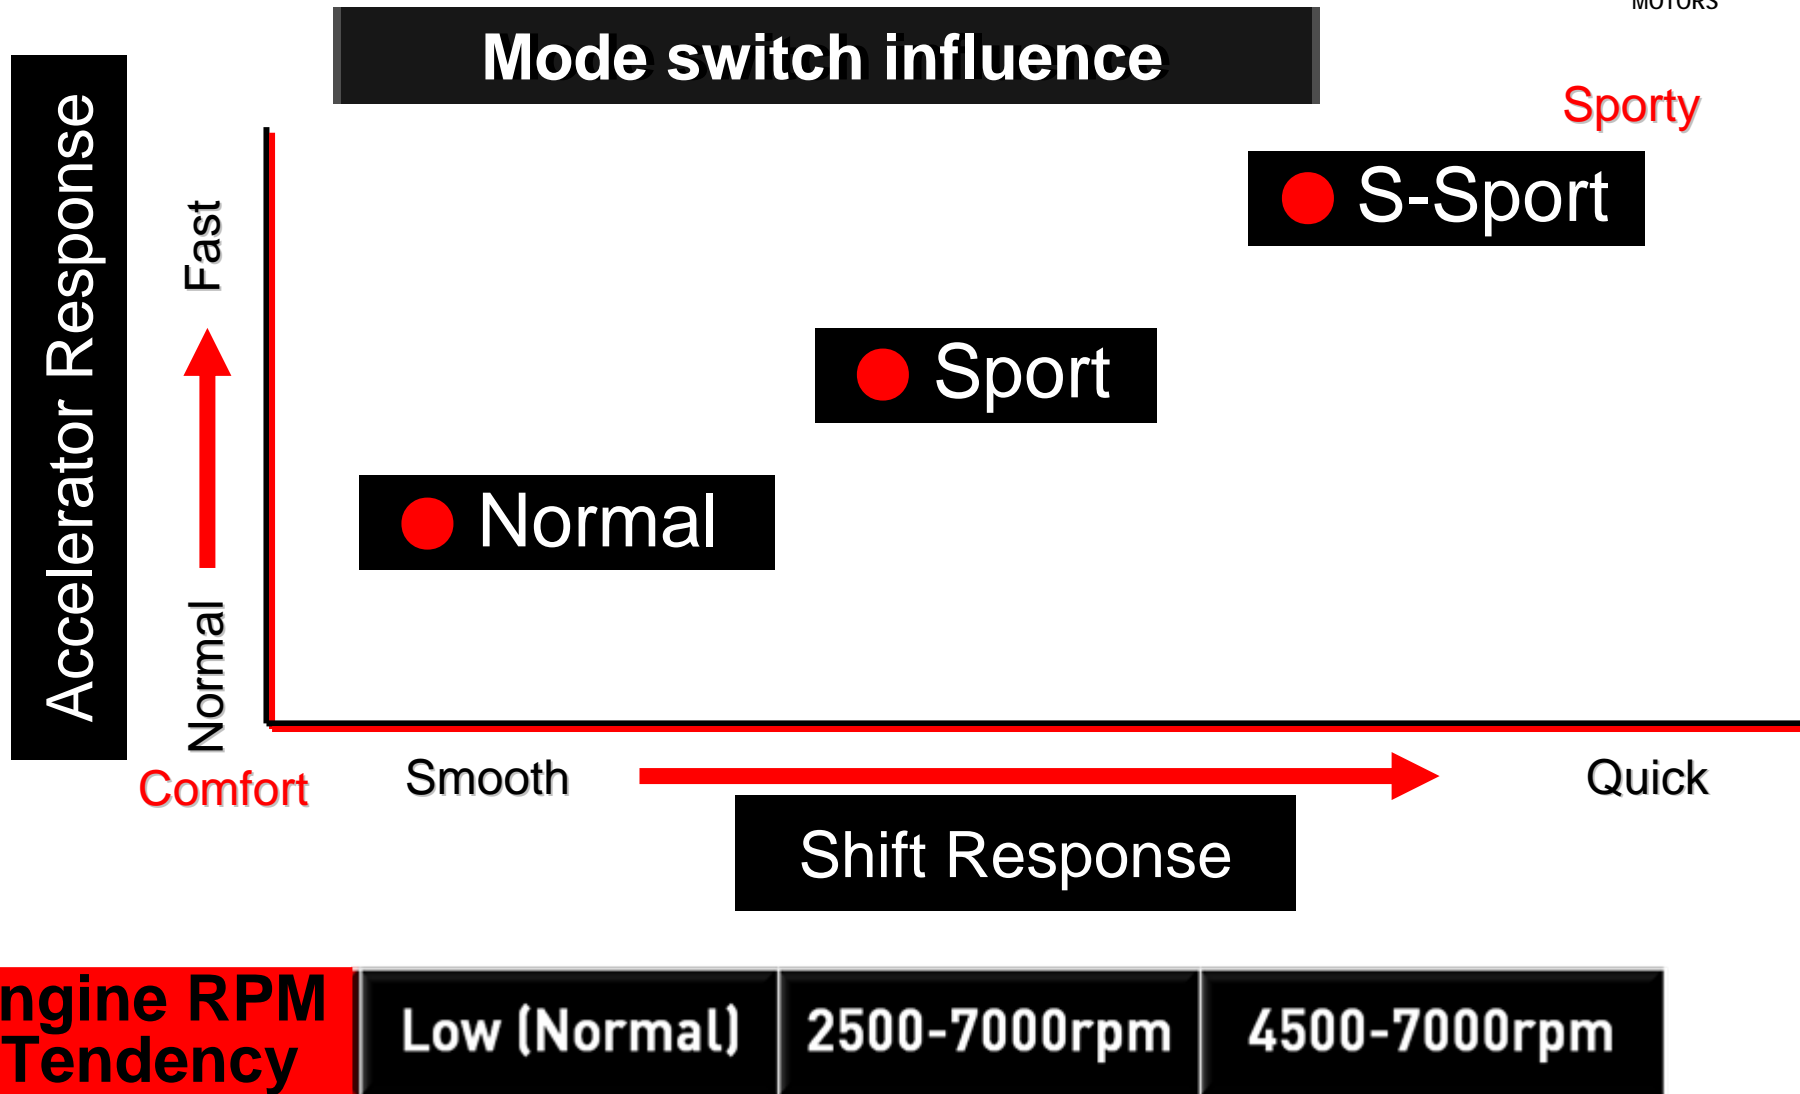 MOTORS
Mode switch influence
Sporty
S-Sport
Accelerator Response
Fast
Sport
Normal
Normal
Comfort
Smooth
Quick
Shift Response
ngine RPM
Tendency
Low (Normal)
2500-7000rpm
4500-7000rpm